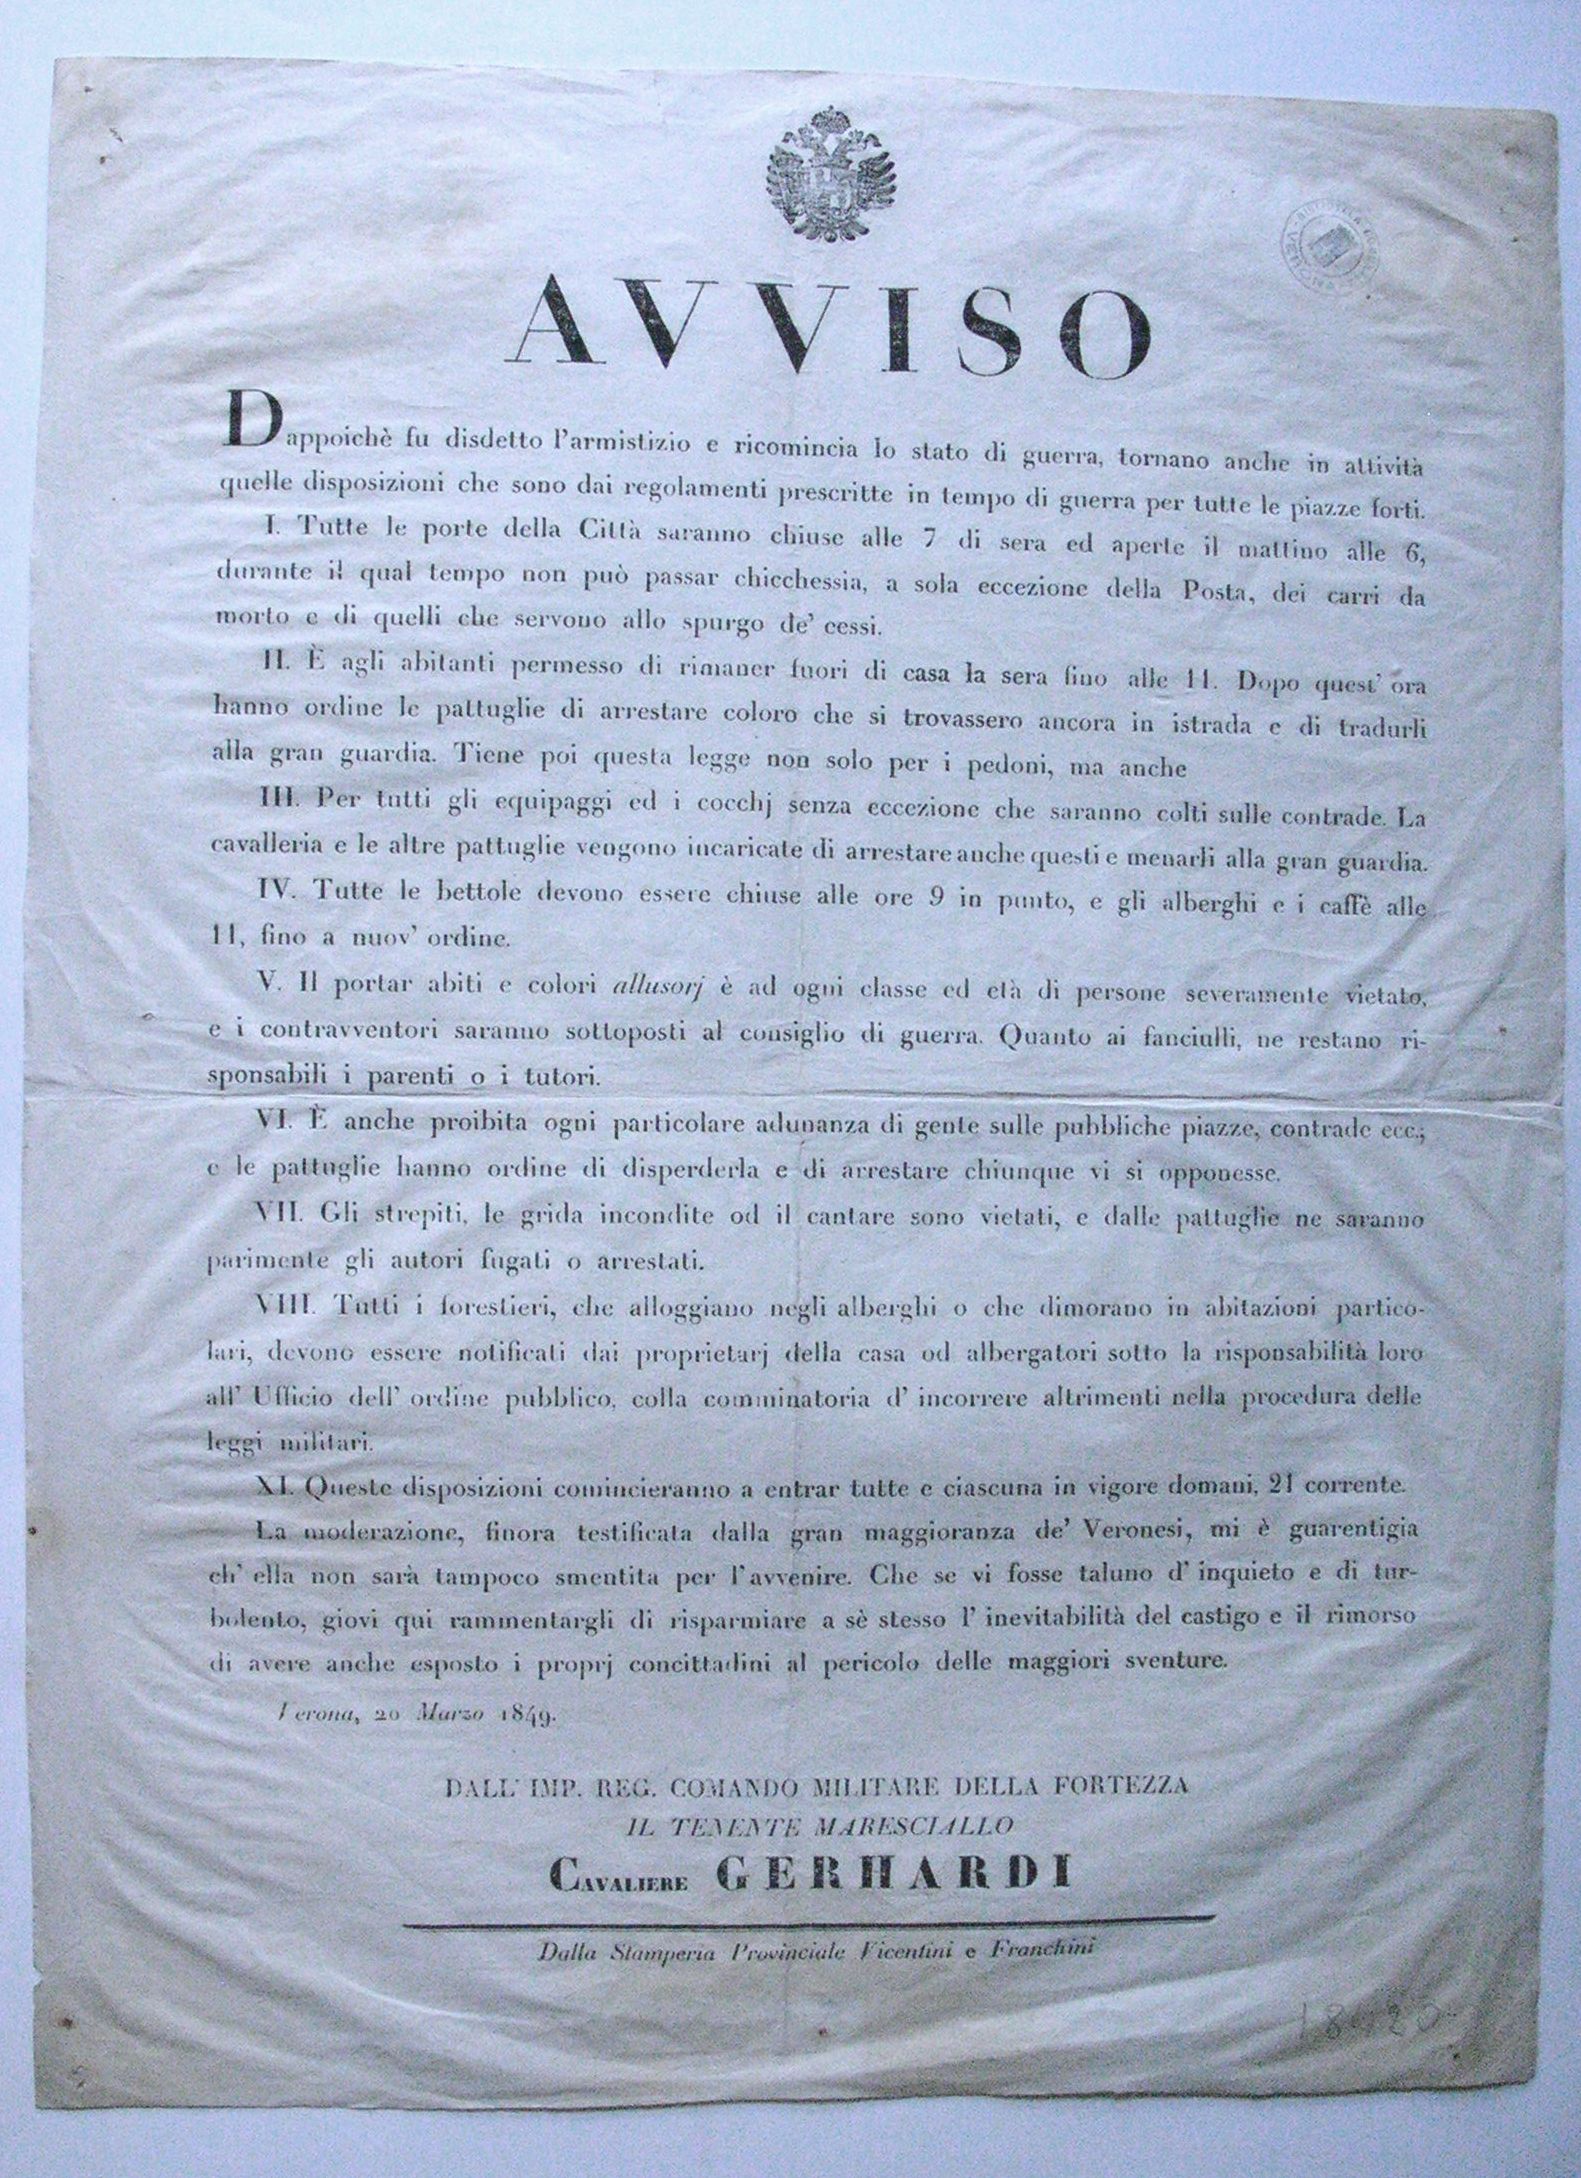 AVVISO
Dappoichè fu disdetto l'armistizio e ricomincia lo stato di guerra, tornano anche in attività
quelle disposizioni che sono dai regolamenti prescritte in tempo di guerra per tutte le piazze forti.
I. Tutte le porte della Città saranno chiuse alle 7 di sera ed aperte il mattino alle 6,
durante il qual tempo non può passar chicchessia, a sola eccezione della Posta, dei carri da
morto e di quelli che servono allo spurgo de' cessi.
II. È agli abitanti permesso di rimaner fuori di casa la sera fino alle 11. Dopo quest' ora
hanno ordine le pattuglie di arrestare coloro che si trovassero ancora in istrada e di tradurli
alla gran guardia. Tiene poi questa legge non solo per i pedoni, ma anche
III. Per tutti gli equipaggi ed i cocchj senza eccezione che saranno colti sulle contrade. La
cavalleria e le altre pattuglie vengono incaricate di arrestare anche questi e menarli alla gran guardia.
IV. Tutte le bettole devono essere chiuse alle ore 9 in punto, e gli alberghi e i caffè alle
11, fino a nuov' ordine.
V. Il portar abiti e colori allusorj è ad ogni classe ed età di persone severamente vietato,
e i contravventori saranno sottoposti al consiglio di guerra. Quanto ai fanciulli, ne restano ri-
sponsabili i parenti o i tutori.
VI. È anche proibita ogni particolare adunanza di gente sulle pubbliche piazze, contrade ecc.;
e le pattuglie hanno ordine di disperderla e di arrestare chiunque vi si opponesse.
VII. Gli strepiti, le grida incondite od il cantare sono vietati, e dalle pattuglie ne saranno
parimente gli autori fugati o arrestati.
VIII. Tutti i forestieri, che alloggiano negli alberghi o che dimorano in abitazioni partico-
lari, devono essere notificati dai proprietarj della casa od albergatori sotto la risponsabilità loro
all' Ufficio dell' ordine pubblico, colla comminatoria d' incorrere altrimenti nella procedura delle
leggi militari.
XI. Queste disposizioni comincieranno a entrar tutte e ciascuna in vigore domani, 21 corrente.
La moderazione, finora testificata dalla gran maggioranza de' Veronesi, mi è guarentigia
ch' ella non sarà tampoco smentita per l'avvenire. Che se vi fosse taluno d' inquieto e di tur-
bolento, giovi qui rammentargli di risparmiare a sè stesso l' inevitabilità del castigo e il rimorso
di avere anche esposto i proprj concittadini al pericolo delle maggiori sventure.
Verona, 20 Marzo 1849.
DALL' IMP. REG. COMANDO MILITARE DELLA FORTEZZA
IL TENENTE MARESCIALLO
CAVALIERE GERHARDI
Dalla Stamperia Provinciale Vicentini e Franchini